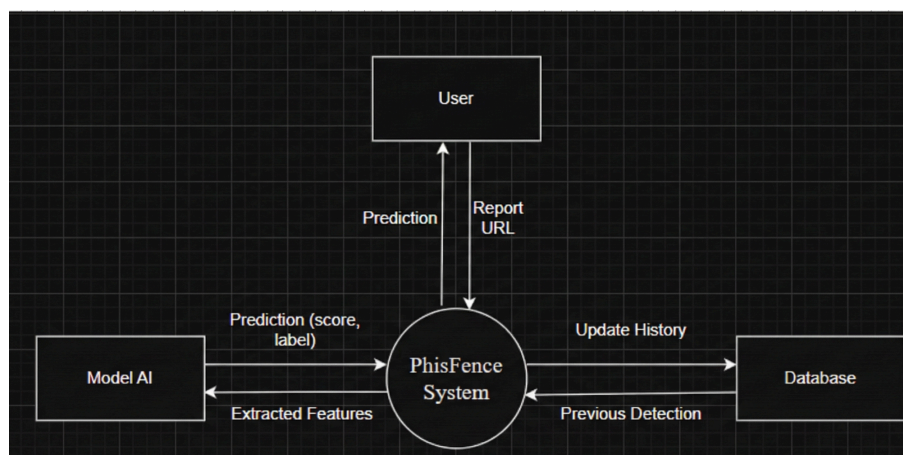 User
Prediction
Report
URL
Prediction (score,
label)
Update History
Model AI
PhisFence
System
Database
Extracted Features
Previous Detection